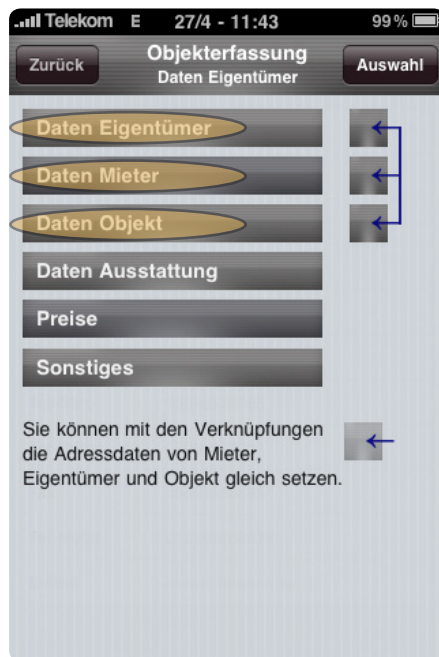 Telekom E 27/4 - 11:43 99 %
Zurück
Objekterfassung
Daten Eigentümer
Auswahl
Daten Eigentümer
Daten Mieter
Daten Objekt
Daten Ausstattung
Preise
Sonstiges
Sie können mit den Verknüpfungen
die Adressdaten von Mieter,
Eigentümer und Objekt gleich setzen.